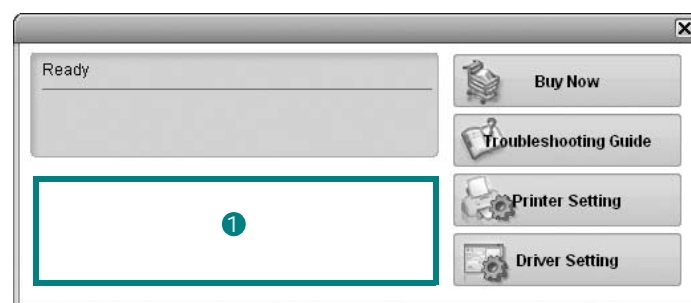 Ready
Buy Now
Troubleshooting Guide
1
Printer Setting
Driver Setting